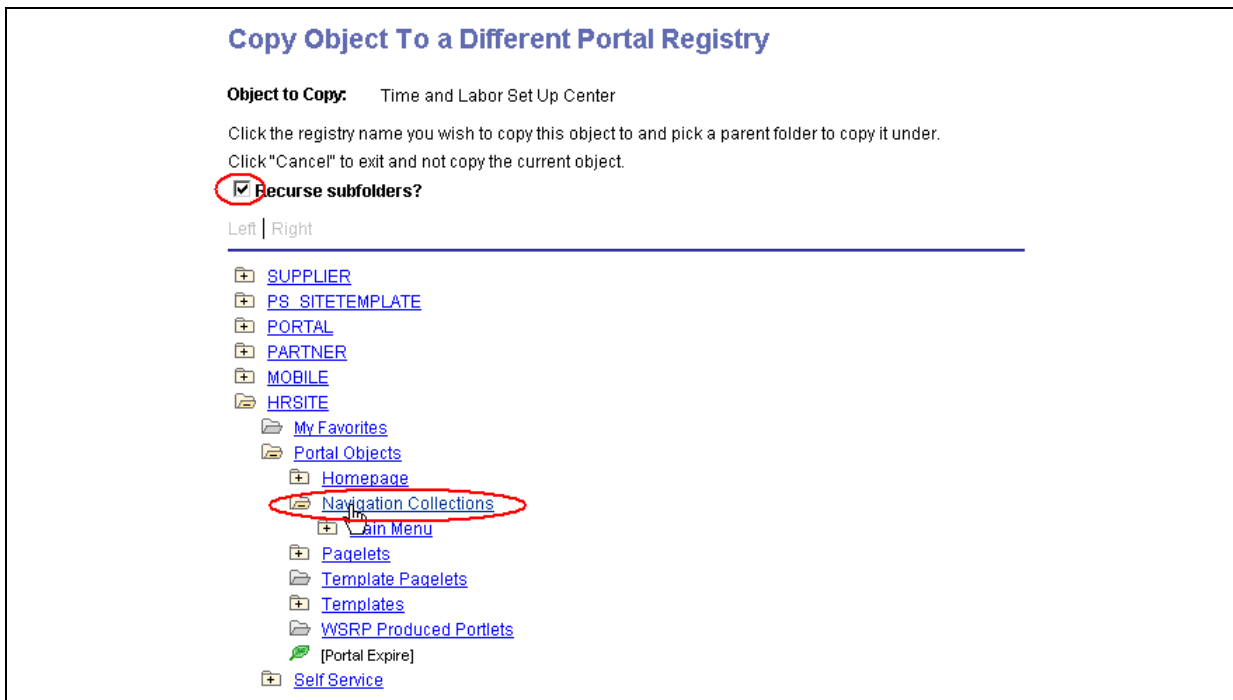 Copy Object To a Different Portal Registry
Object to Copy: Time and Labor Set Up Center
Click the registry name you wish to copy this object to and pick a parent folder to copy it under.
Click "Cancel" to exit and not copy the current object.
Recurse subfolders?
Left | Right
SUPPLIER
PS_SITETEMPLATE
PORTAL
PARTNER
MOBILE
HRSITE
My Favorites
Portal Objects
Homepage
Navigation Collections
Main Menu
Pagelets
Template Pagelets
Templates
WSRP Produced Portlets
[Portal Expire]
Self Service